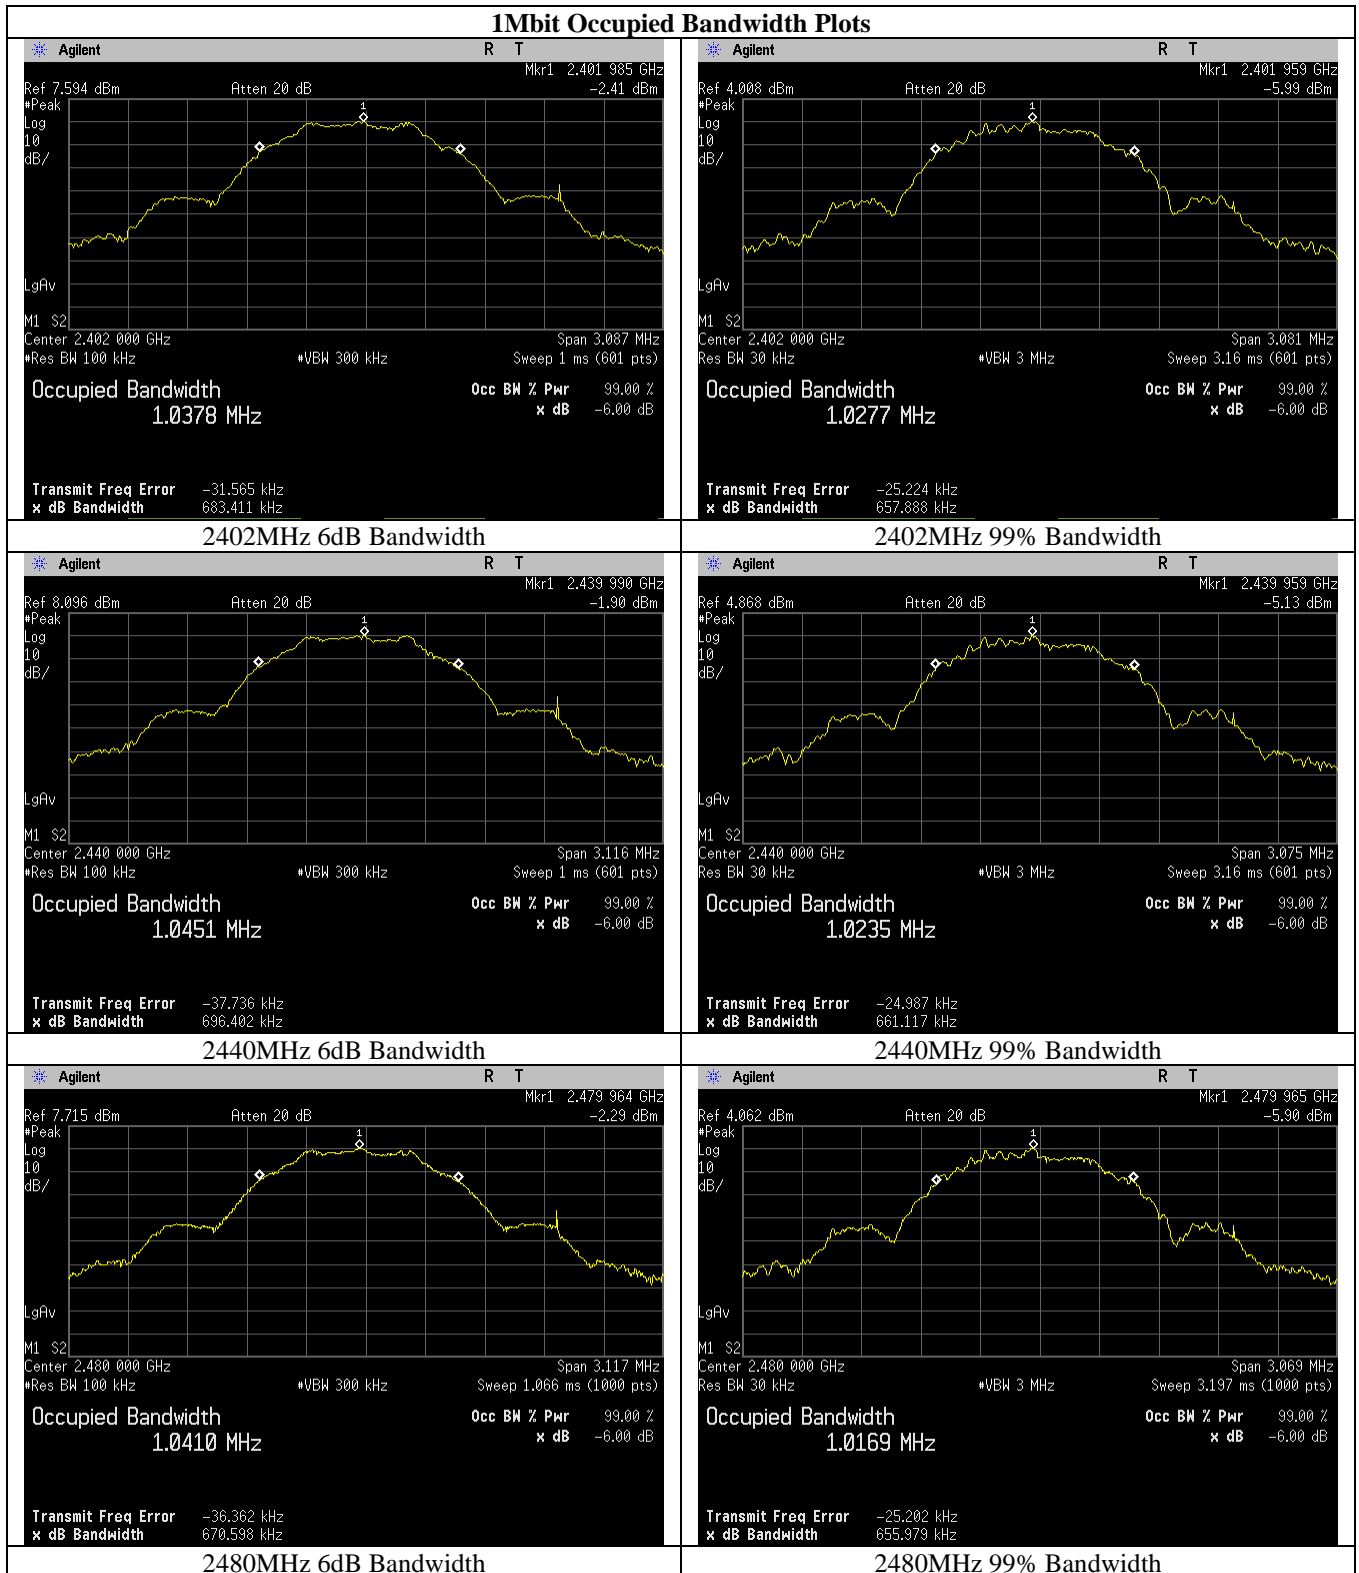 1Mbit Occupied Bandwidth Plots
Agilent R T
Mkr1 2.401 985 GHz
Ref 7.594 dBm Atten 20 dB -2.41 dBm
#Peak
1
Log
10
dB/
LgAv
M1 S2
Center 2.402 000 GHz Span 3.087 MHz
#Res BW 100 kHz #VBW 300 kHz Sweep 1 ms (601 pts)
Occupied Bandwidth Occ BW % Pwr 99.00 %
1.0378 MHz x dB -6.00 dB
Transmit Freq Error -31.565 kHz
x dB Bandwidth 683.411 kHz
2402MHz 6dB Bandwidth
Agilent R T
Mkr1 2.401 959 GHz
Ref 4.008 dBm Atten 20 dB -5.99 dBm
#Peak
1
Log
10
dB/
LgAv
M1 S2
Center 2.402 000 GHz Span 3.081 MHz
Res BW 30 kHz #VBW 3 MHz Sweep 3.16 ms (601 pts)
Occupied Bandwidth Occ BW % Pwr 99.00 %
1.0277 MHz x dB -6.00 dB
Transmit Freq Error -25.224 kHz
x dB Bandwidth 657.888 kHz
2402MHz 99% Bandwidth
Agilent R T
Mkr1 2.439 990 GHz
Ref 8.096 dBm Atten 20 dB -1.90 dBm
#Peak
1
Log
10
dB/
LgAv
M1 S2
Center 2.440 000 GHz Span 3.116 MHz
#Res BW 100 kHz #VBW 300 kHz Sweep 1 ms (601 pts)
Occupied Bandwidth Occ BW % Pwr 99.00 %
1.0451 MHz x dB -6.00 dB
Transmit Freq Error -37.736 kHz
x dB Bandwidth 696.402 kHz
2440MHz 6dB Bandwidth
Agilent R T
Mkr1 2.439 959 GHz
Ref 4.868 dBm Atten 20 dB -5.13 dBm
#Peak
1
Log
10
dB/
LgAv
M1 S2
Center 2.440 000 GHz Span 3.075 MHz
Res BW 30 kHz #VBW 3 MHz Sweep 3.16 ms (601 pts)
Occupied Bandwidth Occ BW % Pwr 99.00 %
1.0235 MHz x dB -6.00 dB
Transmit Freq Error -24.987 kHz
x dB Bandwidth 661.117 kHz
2440MHz 99% Bandwidth
Agilent R T
Mkr1 2.479 964 GHz
Ref 7.715 dBm Atten 20 dB -2.29 dBm
#Peak
1
Log
10
dB/
LgAv
M1 S2
Center 2.480 000 GHz Span 3.117 MHz
#Res BW 100 kHz #VBW 300 kHz Sweep 1.066 ms (1000 pts)
Occupied Bandwidth Occ BW % Pwr 99.00 %
1.0410 MHz x dB -6.00 dB
Transmit Freq Error -36.362 kHz
x dB Bandwidth 670.598 kHz
2480MHz 6dB Bandwidth
Agilent R T
Mkr1 2.479 965 GHz
Ref 4.062 dBm Atten 20 dB -5.90 dBm
#Peak
1
Log
10
dB/
LgAv
M1 S2
Center 2.480 000 GHz Span 3.069 MHz
Res BW 30 kHz #VBW 3 MHz Sweep 3.197 ms (1000 pts)
Occupied Bandwidth Occ BW % Pwr 99.00 %
1.0169 MHz x dB -6.00 dB
Transmit Freq Error -25.202 kHz
x dB Bandwidth 655.979 kHz
2480MHz 99% Bandwidth